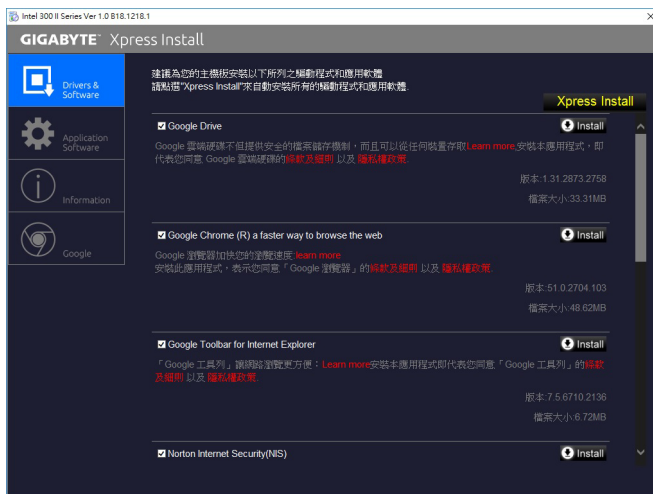 Intel 300 II Series Ver 1.0 B18.1218.1
GIGABYTE™ Xpress Install
Drivers &
Software
Application
Software
Information
Google
建議為您的主機板安裝以下所列之驅動程式和應用軟體
請點選"Xpress Install"來自動安裝所有的驅動程式和應用軟體.
Xpress Install
Google Drive
Install
Google 雲端硬碟不但提供安全的檔案儲存機制，而且可以從任何裝置存取Learn more,安裝本應用程式，即
代表您同意 Google 雲端硬碟的條款及細則 以及 隱私權政策.
版本:1.31.2873.2758
檔案大小:33.31MB
Google Chrome (R) a faster way to browse the web
Install
Google 瀏覽器加快您的瀏覽速度:learn more
安裝此應用程式，表示您同意「Google 瀏覽器」的條款及細則 以及 隱私權政策.
版本:51.0.2704.103
檔案大小:48.62MB
Google Toolbar for Internet Explorer
Install
「Google 工具列」讓網路瀏覽更方便：Learn more安裝本應用程式即代表您同意「Google 工具列」的條款
及細則 以及 隱私權政策.
版本:7.5.6710.2136
檔案大小:6.72MB
Norton Internet Security(NIS)
Install